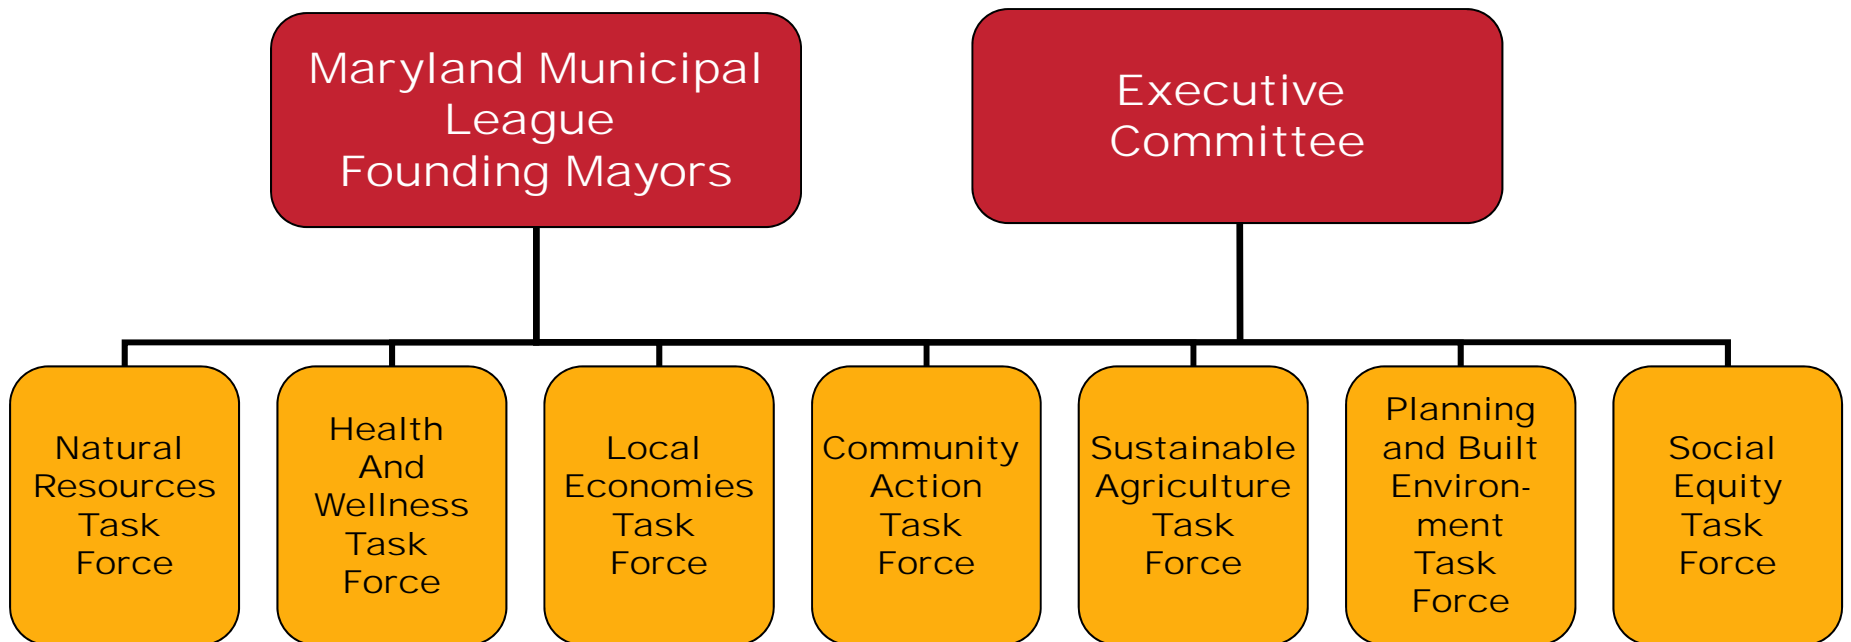 Maryland Municipal
League
Founding Mayors
Executive
Committee
Natural
Resources
Task
Force
Health
And
Wellness
Task
Force
Local
Economies
Task
Force
Community
Action
Task
Force
Sustainable
Agriculture
Task
Force
Planning
and Built
Environ-
ment
Task
Force
Social
Equity
Task
Force